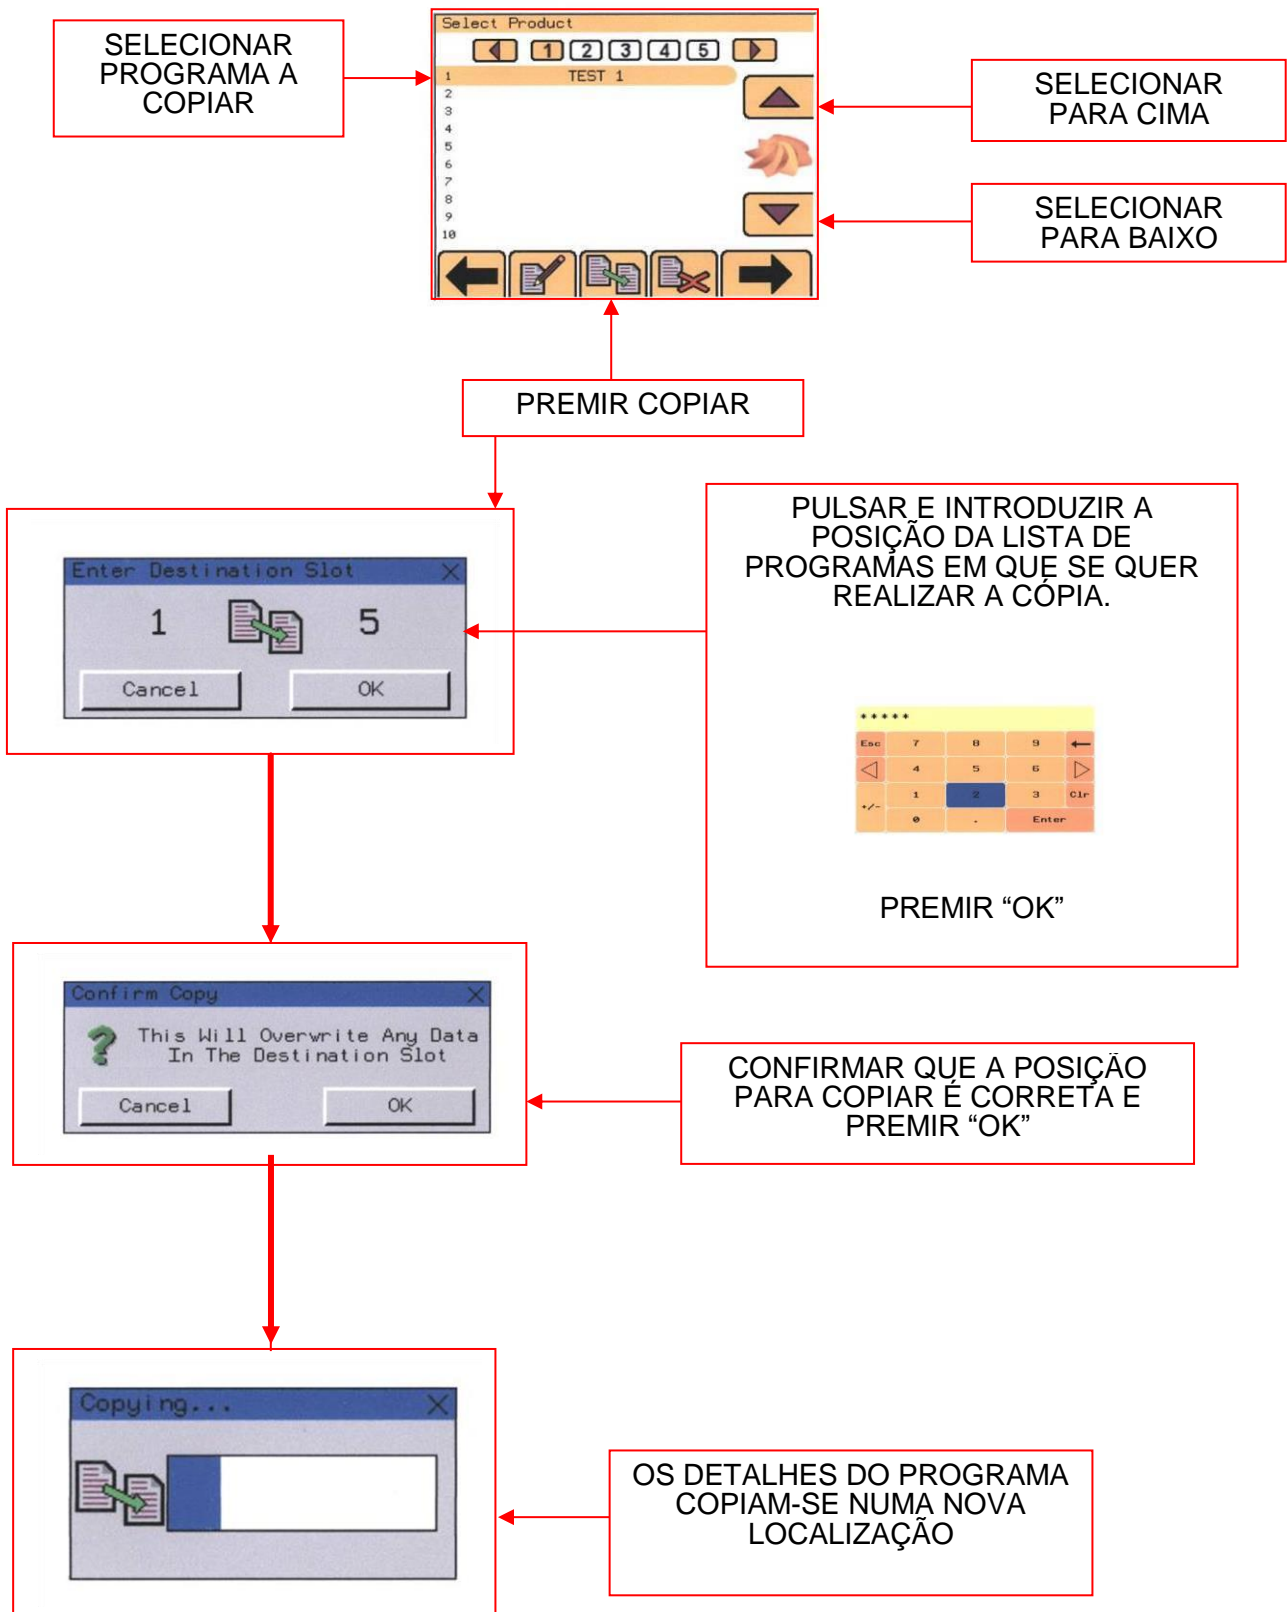 SELECIONAR
PROGRAMA A
COPIAR
Select Product
1 2 3 4 5
1 TEST 1
2
3
4
5
6
7
8
9
10
SELECIONAR
PARA CIMA
SELECIONAR
PARA BAIXO
PREMIR COPIAR
Enter Destination Slot
1 5
Cancel OK
PULSAR E INTRODUZIR A
POSIÇÃO DA LISTA DE
PROGRAMAS EM QUE SE QUER
REALIZAR A CÓPIA.
*****
Esc 7 8 9
4 5 6
+/- 1 2 3 Clr
0 . Enter
PREMIR “OK”
Confirm Copy
This Will Overwrite Any Data
In The Destination Slot
Cancel OK
CONFIRMAR QUE A POSIÇÃO
PARA COPIAR É CORRETA E
PREMIR “OK”
Copying...
OS DETALHES DO PROGRAMA
COPIAM-SE NUMA NOVA
LOCALIZAÇÃO